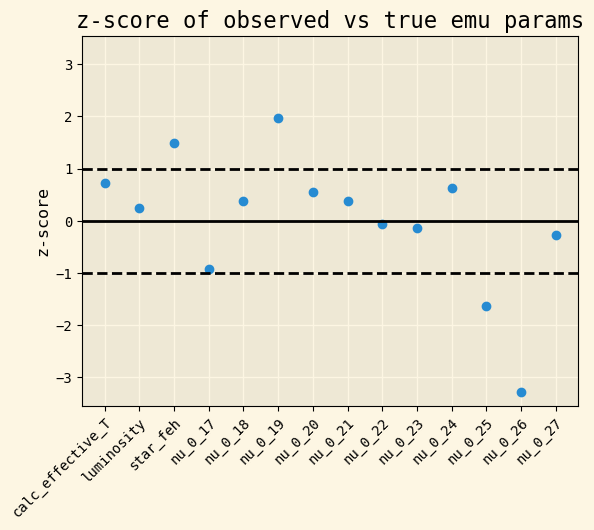 z-score of observed vs true emu params
z-score
3
2
1
0
−1
−2
−3
calc_effective_T
luminosity
star_feh
nu_0_17
nu_0_18
nu_0_19
nu_0_20
nu_0_21
nu_0_22
nu_0_23
nu_0_24
nu_0_25
nu_0_26
nu_0_27